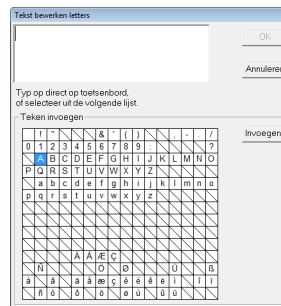 Tekst bewerken letters
OK
Annuleren
Typ op direct op toetsenbord,
of selecteer uit de volgende lijst.
Teken invoegen
Invoegen
! " & ' ( ) , - . /
0 1 2 3 4 5 6 7 8 9 : ?
A B C D E F G H I J K L M N O
P Q R S T U V W X Y Z
a b c d e f g h i j k l m n o
p q r s t u v w x y z
Ä Å Æ Ç
Ñ Ö Ø Ü ß
à â ä å æ ç è é ê ë ì î ï
ñ ò ô ö ø ù û ü